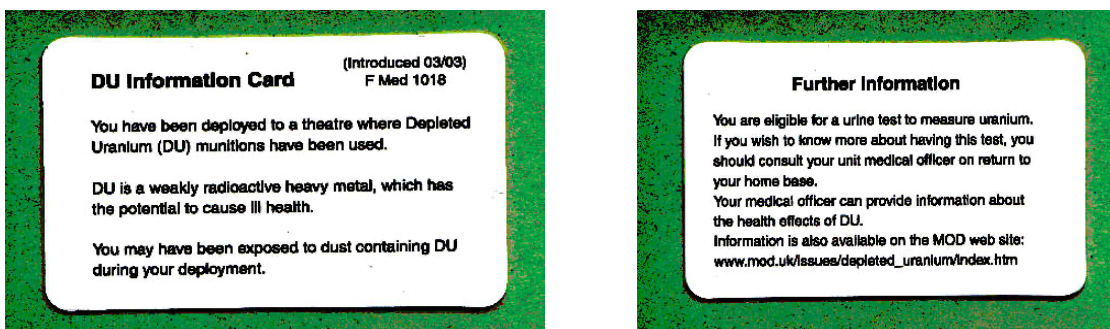 DU Information Card
(Introduced 03/03)
F Med 1018
You have been deployed to a theatre where Depleted
Uranium (DU) munitions have been used.
DU is a weakly radioactive heavy metal, which has
the potential to cause ill health.
You may have been exposed to dust containing DU
during your deployment.
Further Information
You are eligible for a urine test to measure uranium.
If you wish to know more about having this test, you
should consult your unit medical officer on return to
your home base.
Your medical officer can provide information about
the health effects of DU.
Information is also available on the MOD web site:
www.mod.uk/issues/depleted_uranium/index.htm